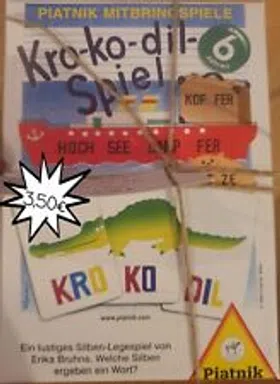 PIATNIK MITBRINGSPIELE
Kro-ko-dil-
Spiel
6
KOF FER
HOCH SEE DAMP FER
3,50€
KRO KO DIL
www.piatnik.com
Ein lustiges Silben-Legespiel von
Erika Bruhns. Welche Silben
ergeben ein Wort?
Piatnik